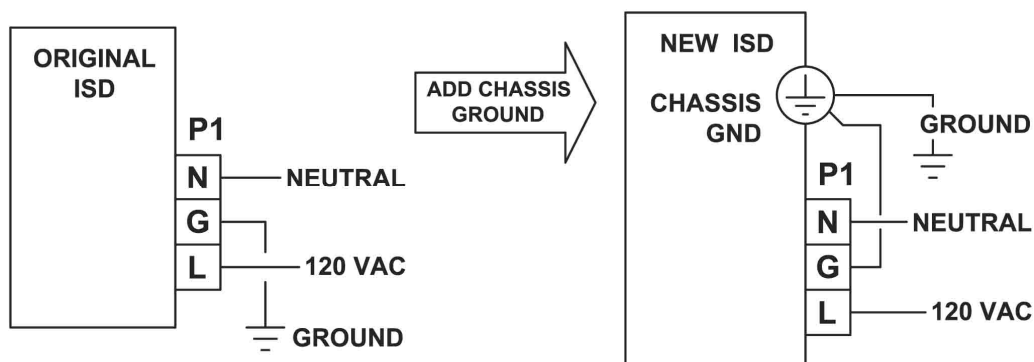 ORIGINAL
ISD
P1
N
NEUTRAL
G
L
120 VAC
GROUND
ADD CHASSIS
GROUND
NEW ISD
CHASSIS
GND
GROUND
P1
N
NEUTRAL
G
L
120 VAC